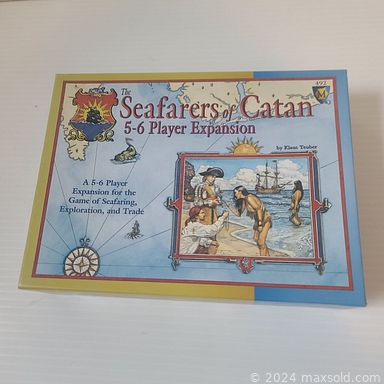 492
M
The
Seafarers of Catan
5-6 Player Expansion
by Klaus Teuber
A 5-6 Player
Expansion for the
Game of Seafaring,
Exploration, and Trade
© 2024 maxsold.com